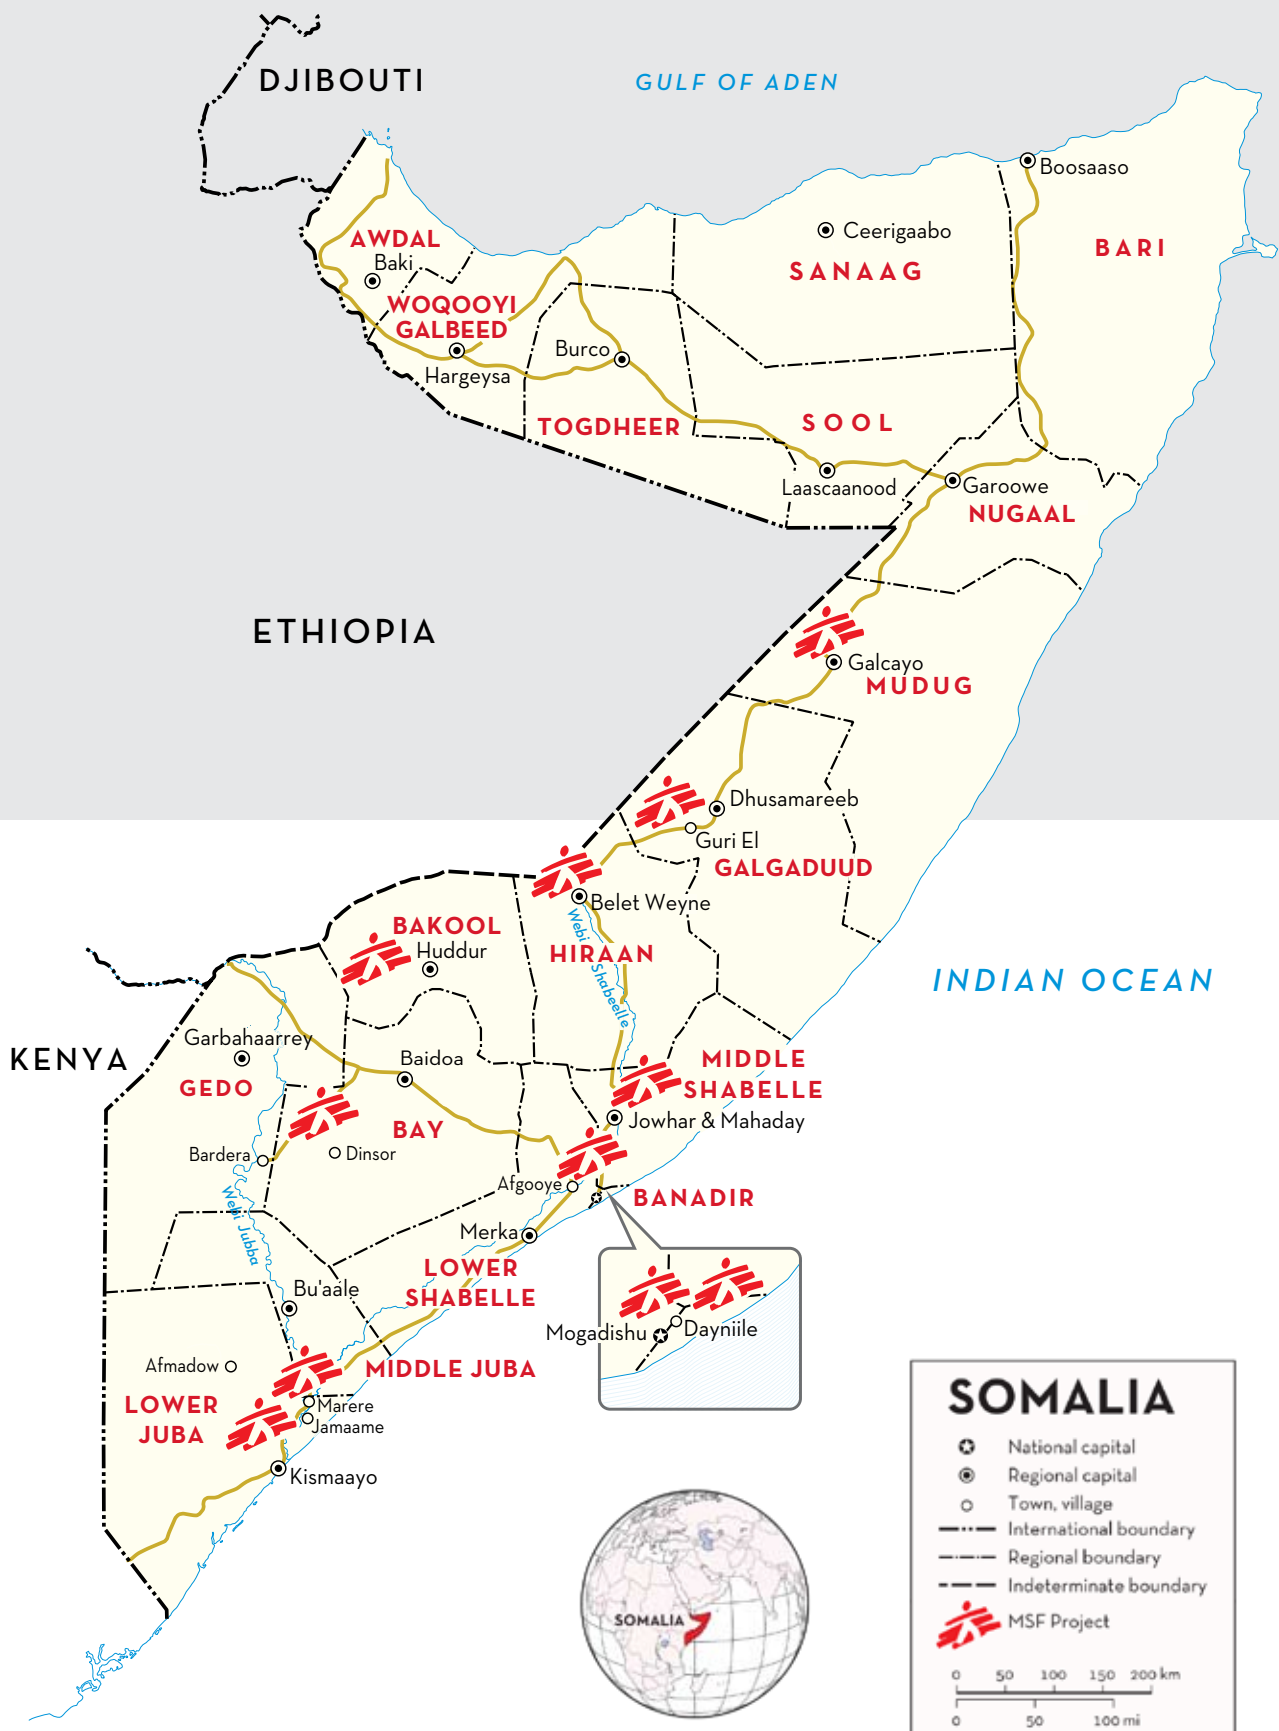 DJIBOUTI
GULF OF ADEN
Boosaaso
Ceerigaabo
AWDAL
BARI
Baki
SANAAG
WOQOOYI
GALBEED
Burco
Hargeysa
TOGDHEER
SOOL
Laascaanood
Garoowe
NUGAAL
ETHIOPIA
Galcayo
MUDUG
Dhusamareeb
Guri El
GALGADUUD
Belet Weyne
BAKOOL
Huddur
HIRAAN
Webi Shabeelle
INDIAN OCEAN
Garbahaarrey
KENYA
Baidoa
MIDDLE
SHABELLE
GEDO
Jowhar & Mahaday
BAY
Bardera
Dinsor
Afgooye
BANADIR
Webi Jubba
Merka
LOWER
SHABELLE
Bu'aale
Mogadishu
Dayniile
Afmadow
MIDDLE JUBA
LOWER
JUBA
Marere
Jamaame
Kismaayo
SOMALIA
SOMALIA
National capital
Regional capital
Town, village
International boundary
Regional boundary
Indeterminate boundary
MSF Project
0 50 100 150 200 km
0 50 100 mi